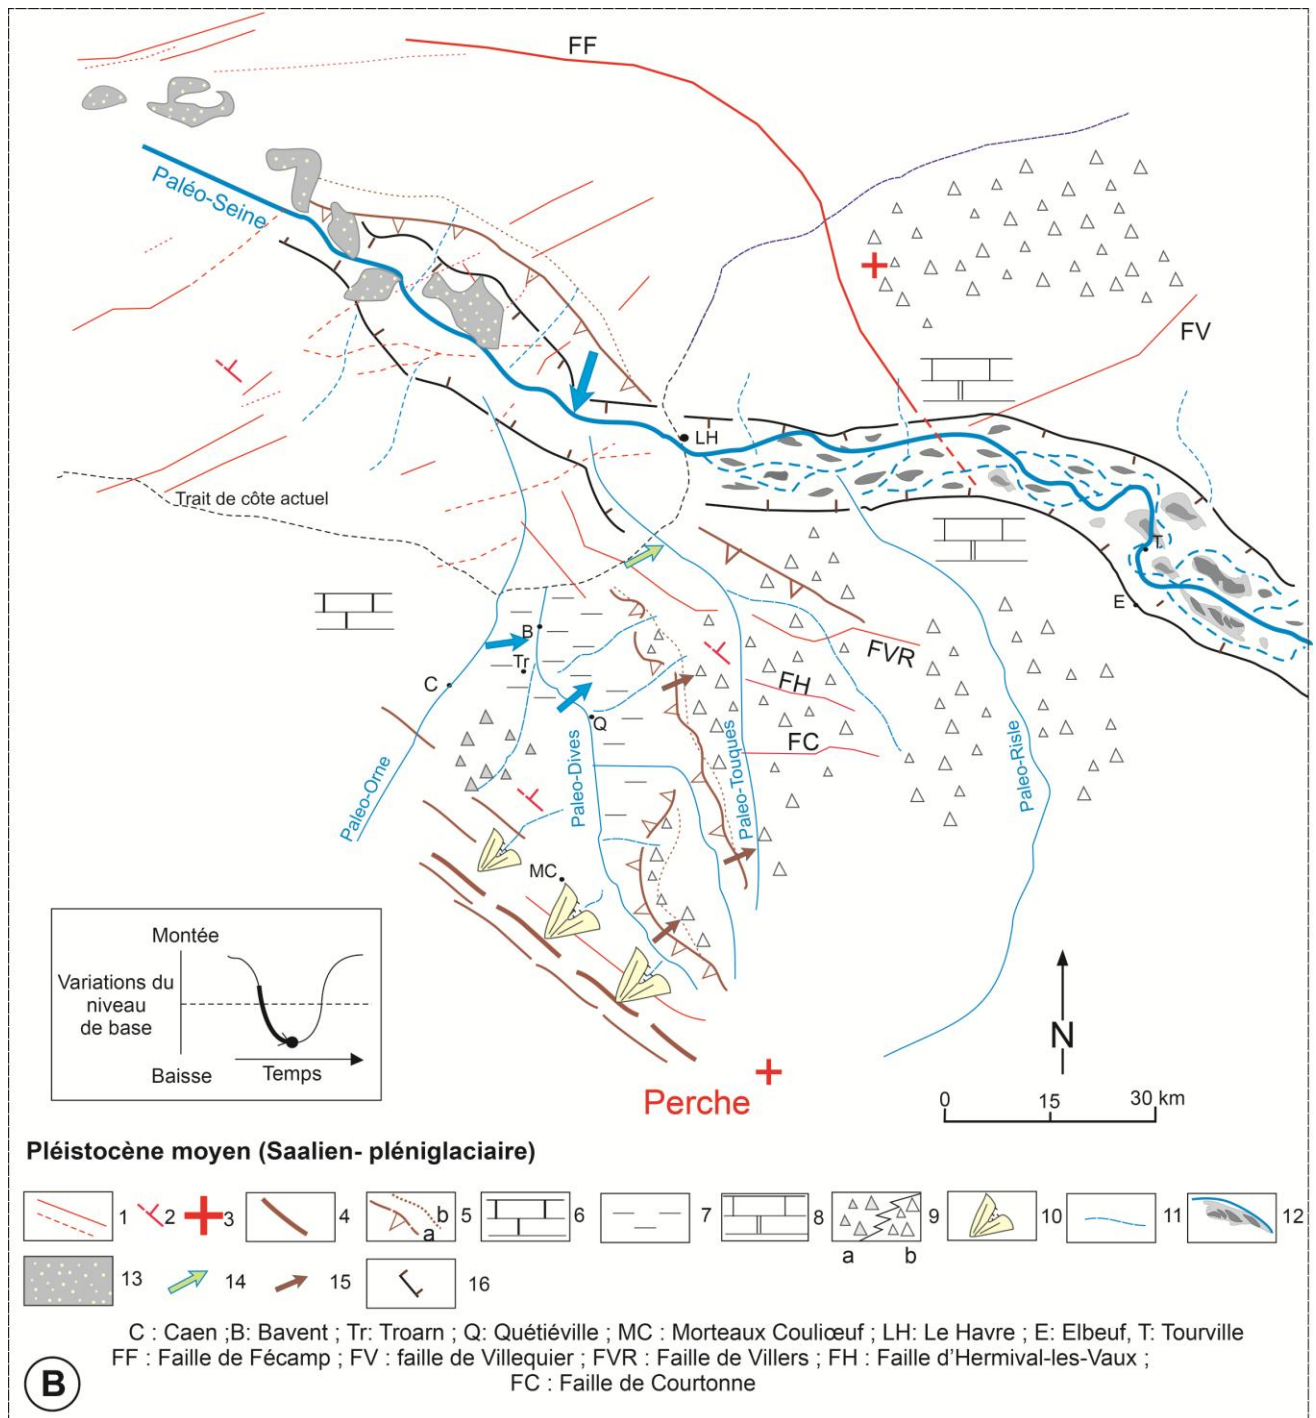 FF
Paléo-Seine
FV
LH
Trait de côte actuel
T
E
B
Tr
C
FVR
FH
Q
FC
Paleo-Orne
Paleo-Dives
Paleo-Touques
Paleo-Risle
MC
Montée
Variations du
niveau
de base
Baisse
Temps
N
Perche
0 15 30 km
Pléistocène moyen (Saalien- pléniglaciaire)
1 2 3 4 b a 5 6 7 8 9 a b 10 11 12
13 14 15 16
C : Caen ;B: Bavent ; Tr: Troarn ; Q: Quétiéville ; MC : Morteaux Couliœuf ; LH: Le Havre ; E: Elbeuf, T: Tourville
FF : Faille de Fécamp ; FV : faille de Villequier ; FVR : Faille de Villers ; FH : Faille d'Hermival-les-Vaux ;
FC : Faille de Courtonne
B